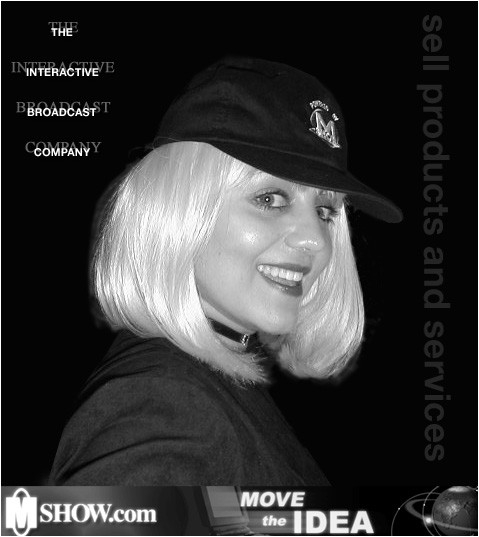 THE
INTERACTIVE
BROADCAST
COMPANY
sell products and services
M
MSHOW.com
MOVE
the IDEA